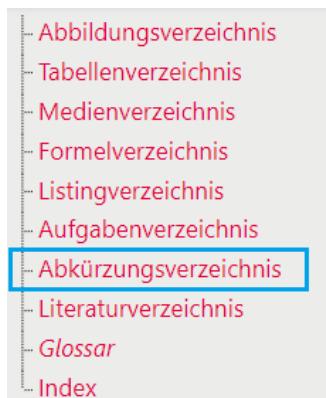 Abbildungsverzeichnis
Tabellenverzeichnis
Medienverzeichnis
Formelverzeichnis
Listingverzeichnis
Aufgabenverzeichnis
Abkürzungsverzeichnis
Literaturverzeichnis
Glossar
Index